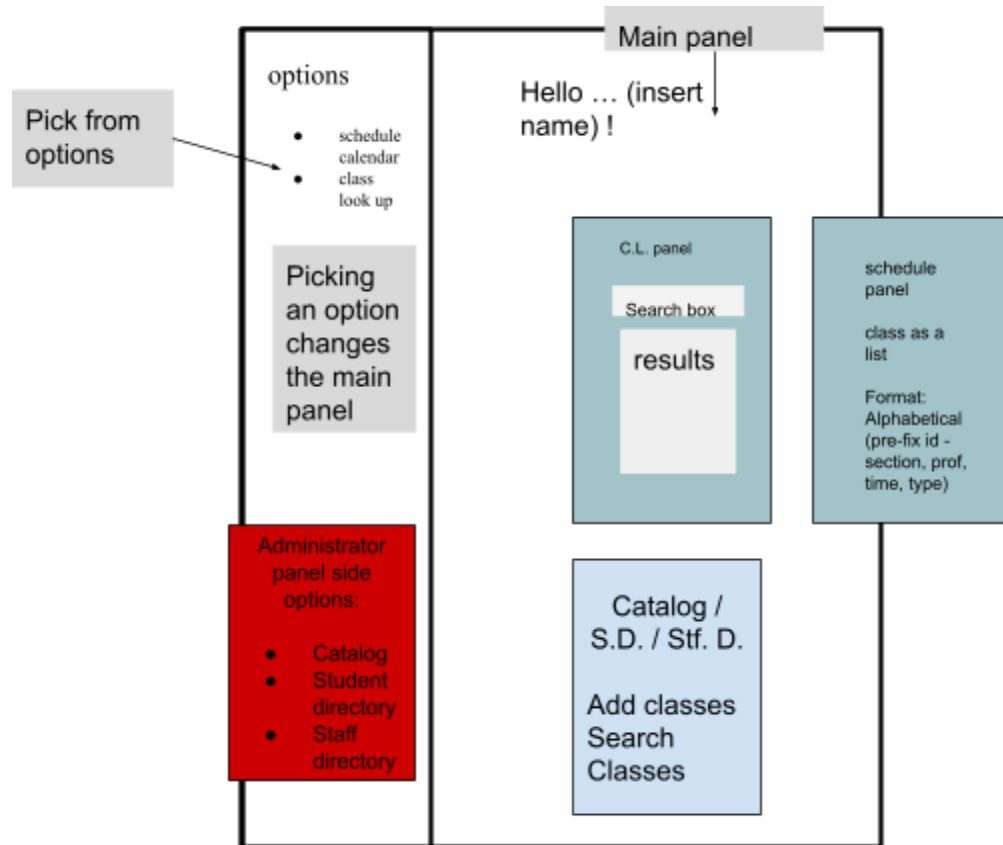 Main panel
options
Hello … (insert
name) !
Pick from
options
● schedule
calendar
● class
look up
Picking
an option
changes
the main
panel
C.L. panel
Search box
results
schedule
panel
class as a
list
Format:
Alphabetical
(pre-fix id -
section, prof,
time, type)
Administrator
panel side
options:
● Catalog
● Student
directory
● Staff
directory
Catalog /
S.D. / Stf. D.
Add classes
Search
Classes